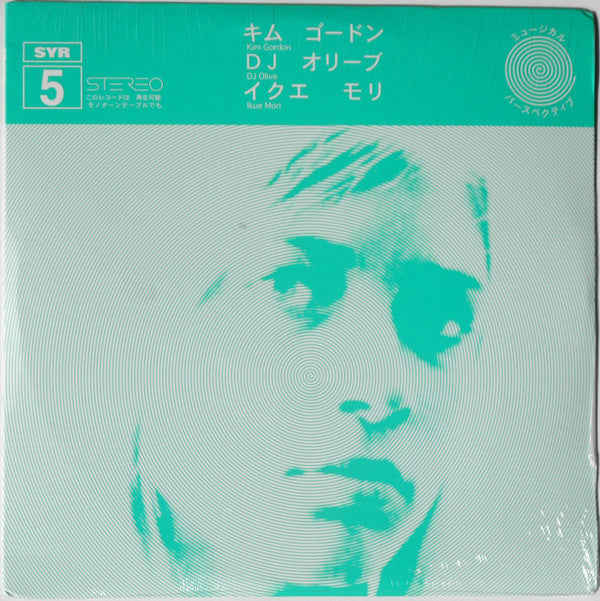 SYR
5
STEREO
このレコードは 再生可能
モノターンテーブルでも
キム ゴードン
Kim Gordon
DJ オリーブ
DJ Olive
イクエ モリ
Ikue Mori
ミュージカル
パースペクティブ